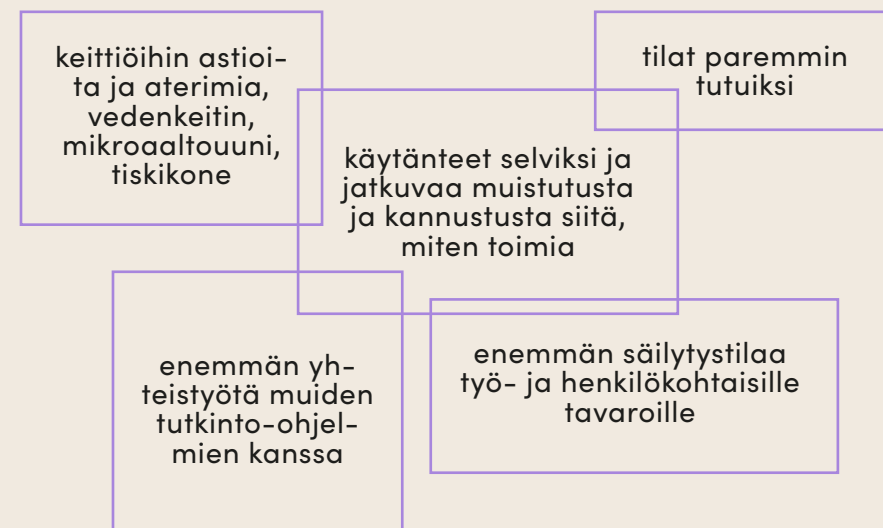 keittiöihin astioi-
ta ja aterimia,
vedenkeitin,
mikroaaltouuni,
tiskikone
tilat paremmin
tutuiksi
käytänteet selviksi ja
jatkuvaa muistutusta
ja kannustusta siitä,
miten toimia
enemmän yh-
teistyötä muiden
tutkinto-ohjel-
mien kanssa
enemmän säilytystilaa
työ- ja henkilökohtaisille
tavaroille